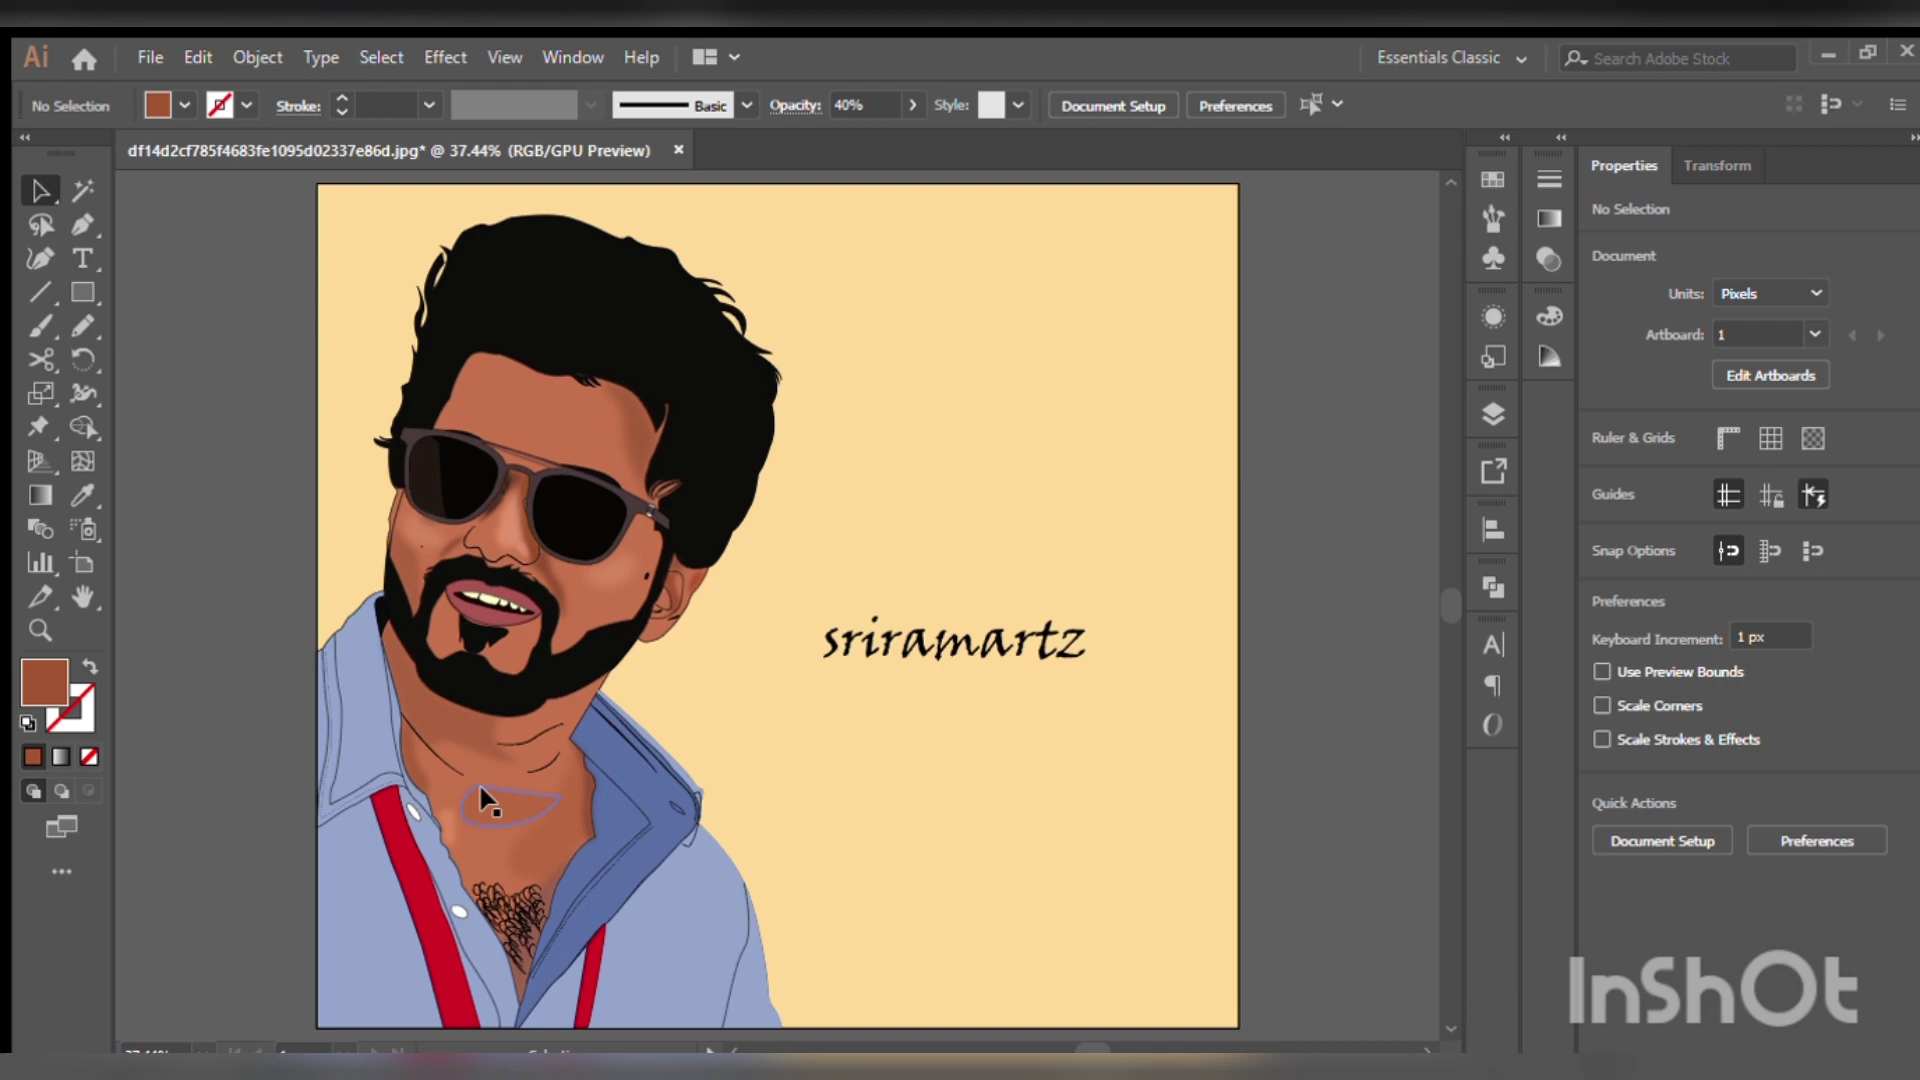 Ai File Edit Object Type Select Effect View Window Help Essentials Classic Search Adobe Stock
No Selection Stroke: Basic Opacity: 40% Style: Document Setup Preferences
df14d2cf785f4683fe1095d02337e86d.jpg* @ 37.44% (RGB/GPU Preview)
Properties Transform
No Selection
Document
Units: Pixels
Artboard: 1
Edit Artboards
Ruler & Grids
Guides
Snap Options
Preferences
Keyboard Increment: 1 px
Use Preview Bounds
Scale Corners
Scale Strokes & Effects
Quick Actions
Document Setup Preferences
sriramartz
InShOt